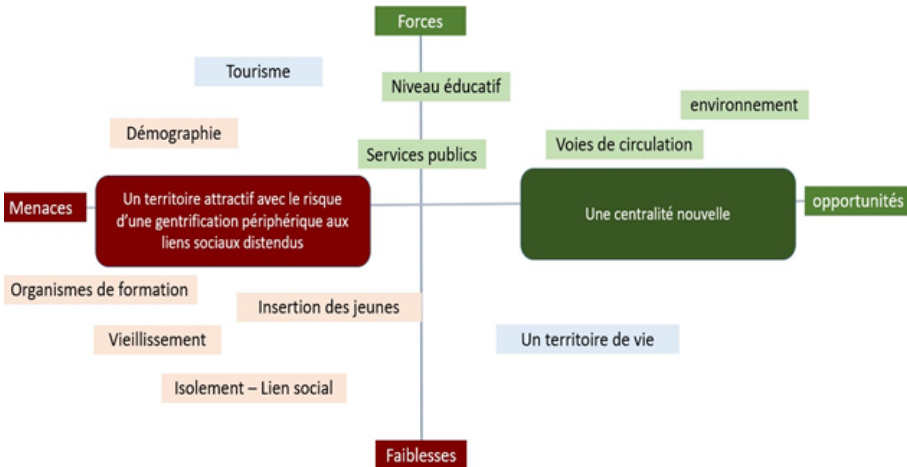 Forces
Tourisme
Niveau éducatif
environnement
Démographie
Voies de circulation
Services publics
Menaces
Un territoire attractif avec le risque
d’une gentrification périphérique aux
liens sociaux distendus
Une centralité nouvelle
opportunités
Organismes de formation
Insertion des jeunes
Vieillissement
Un territoire de vie
Isolement – Lien social
Faiblesses